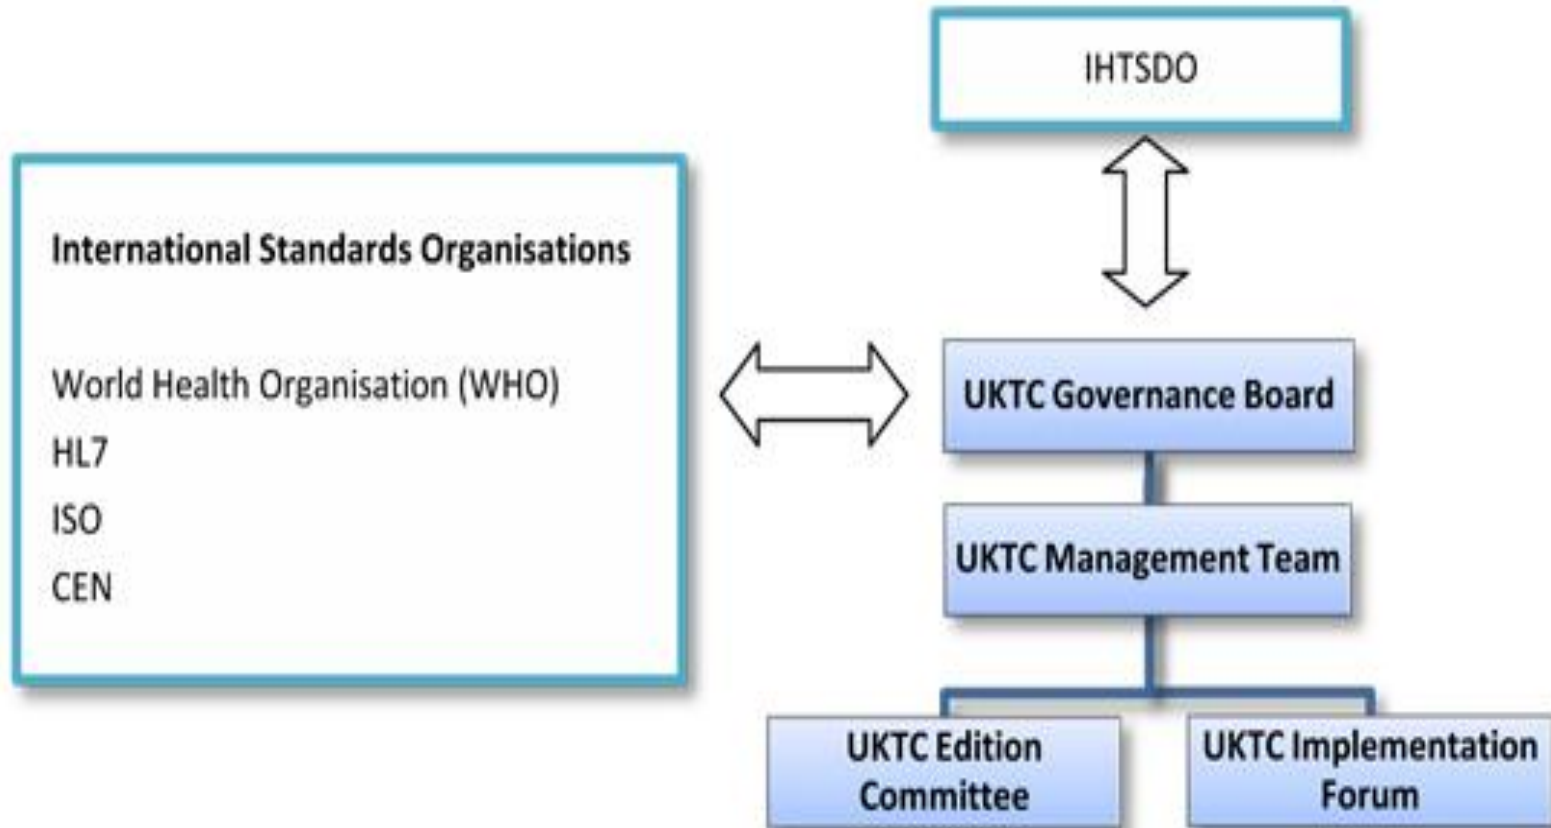 IHTSDO
International Standards Organisations
World Health Organisation (WHO)
HL7
ISO
CEN
UKTC Governance Board
UKTC Management Team
UKTC Edition
Committee
UKTC Implementation
Forum